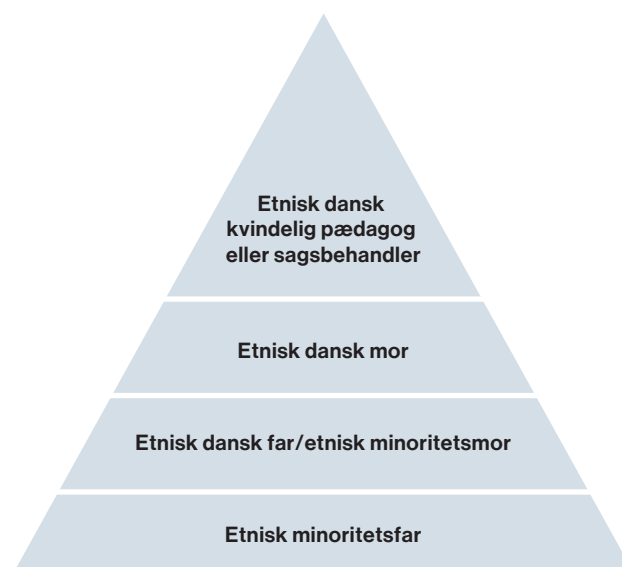 Etnisk dansk
kvindelig pædagog
eller sagsbehandler
Etnisk dansk mor
Etnisk dansk far/etnisk minoritetsmor
Etnisk minoritetsfar